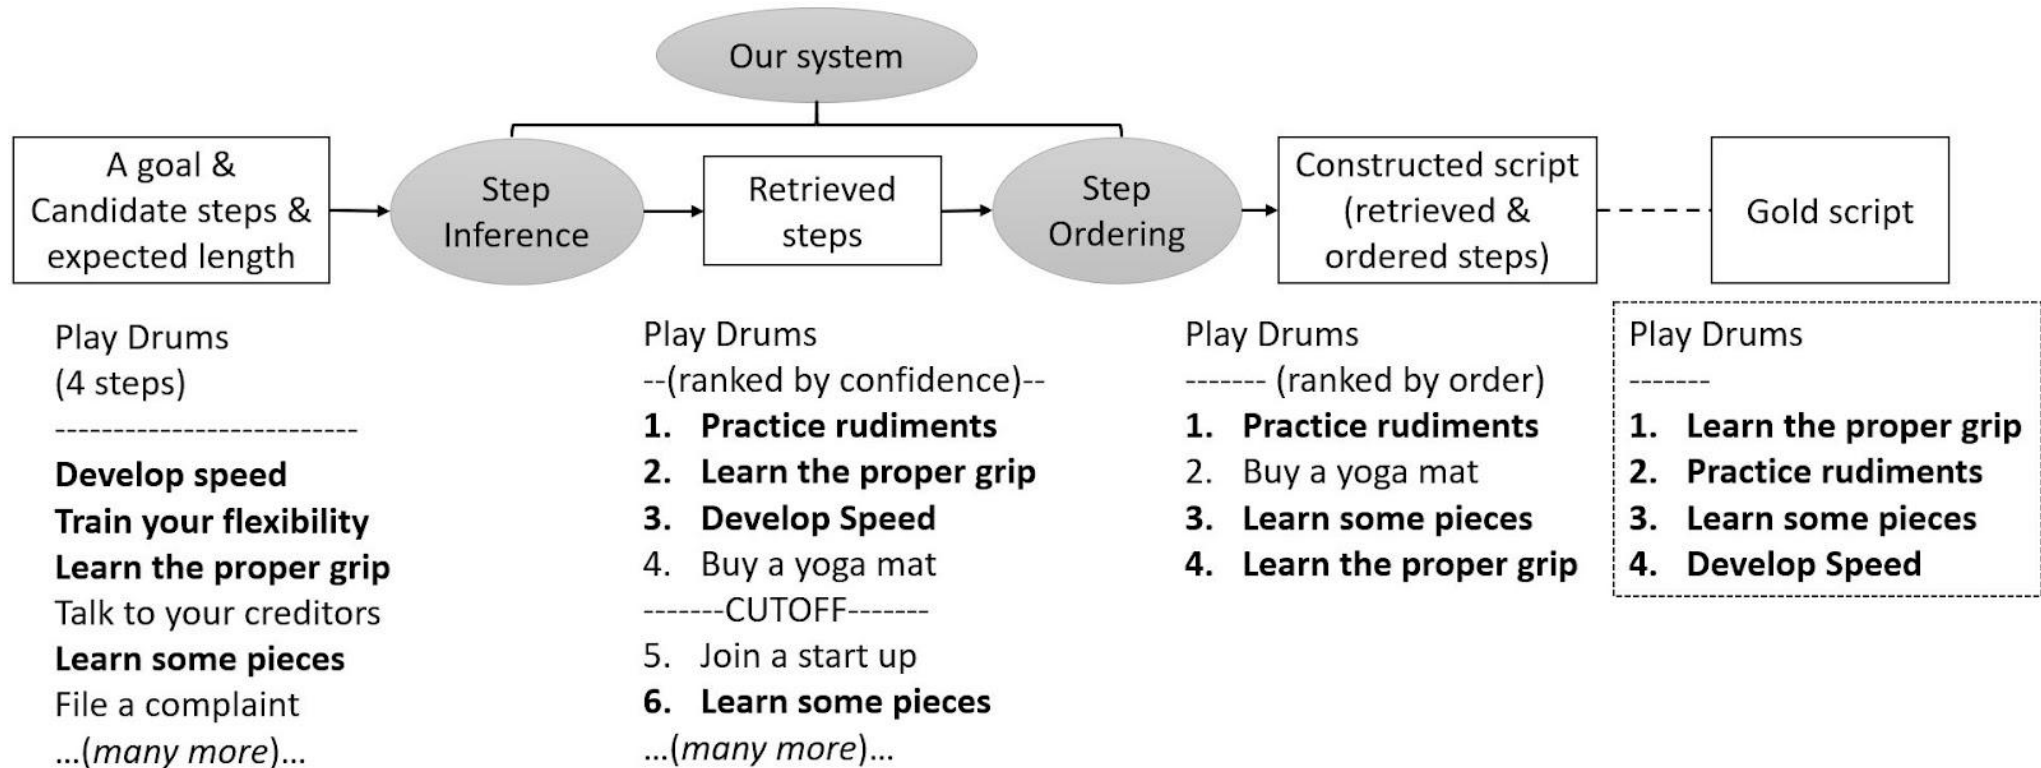 Our system
A goal &
Candidate steps &
expected length
Step
Inference
Retrieved
steps
Step
Ordering
Constructed script
(retrieved &
ordered steps)
Gold script
Play Drums
(4 steps)
--------------------------
Develop speed
Train your flexibility
Learn the proper grip
Talk to your creditors
Learn some pieces
File a complaint
...(many more)...
Play Drums
--(ranked by confidence)--
1. Practice rudiments
2. Learn the proper grip
3. Develop Speed
4. Buy a yoga mat
-------CUTOFF-------
5. Join a start up
6. Learn some pieces
...(many more)...
Play Drums
------- (ranked by order)
1. Practice rudiments
2. Buy a yoga mat
3. Learn some pieces
4. Learn the proper grip
Play Drums
-------
1. Learn the proper grip
2. Practice rudiments
3. Learn some pieces
4. Develop Speed